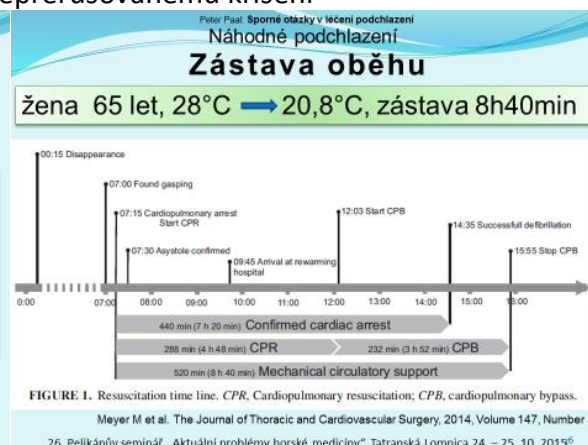 přerušovanému křísení
Peter Paal Sporné otázky v léčení podchlazení
Náhodné podchlazení
Zástava oběhu
žena 65 let, 28°C 20,8°C, zástava 8h40min
00:15 Disappearance
07:00 Found gasping
07:15 Cardiopulmonary arrest
Start CPR
12:03 Start CPB
14:35 Successfull defibrillation
07:30 Asystole confirmed
09:45 Arrival at rewarming
hospital
15:55 Stop CPB
0:00 07:00 08:00 09:00 10:00 11:00 12:00 13:00 14:00 15:00 16:00
440 min (7 h 20 min) Confirmed cardiac arrest
288 min (4 h 48 min) CPR 232 min (3 h 52 min) CPB
520 min (8 h 40 min) Mechanical circulatory support
FIGURE 1. Resuscitation time line. CPR, Cardiopulmonary resuscitation; CPB, cardiopulmonary bypass.
Meyer M et al. The Journal of Thoracic and Cardiovascular Surgery, 2014, Volume 147, Number
26. Pelikánův seminář „Aktuální problémy horské medicíny" Tatranská Lomnica 24. – 25. 10. 2015